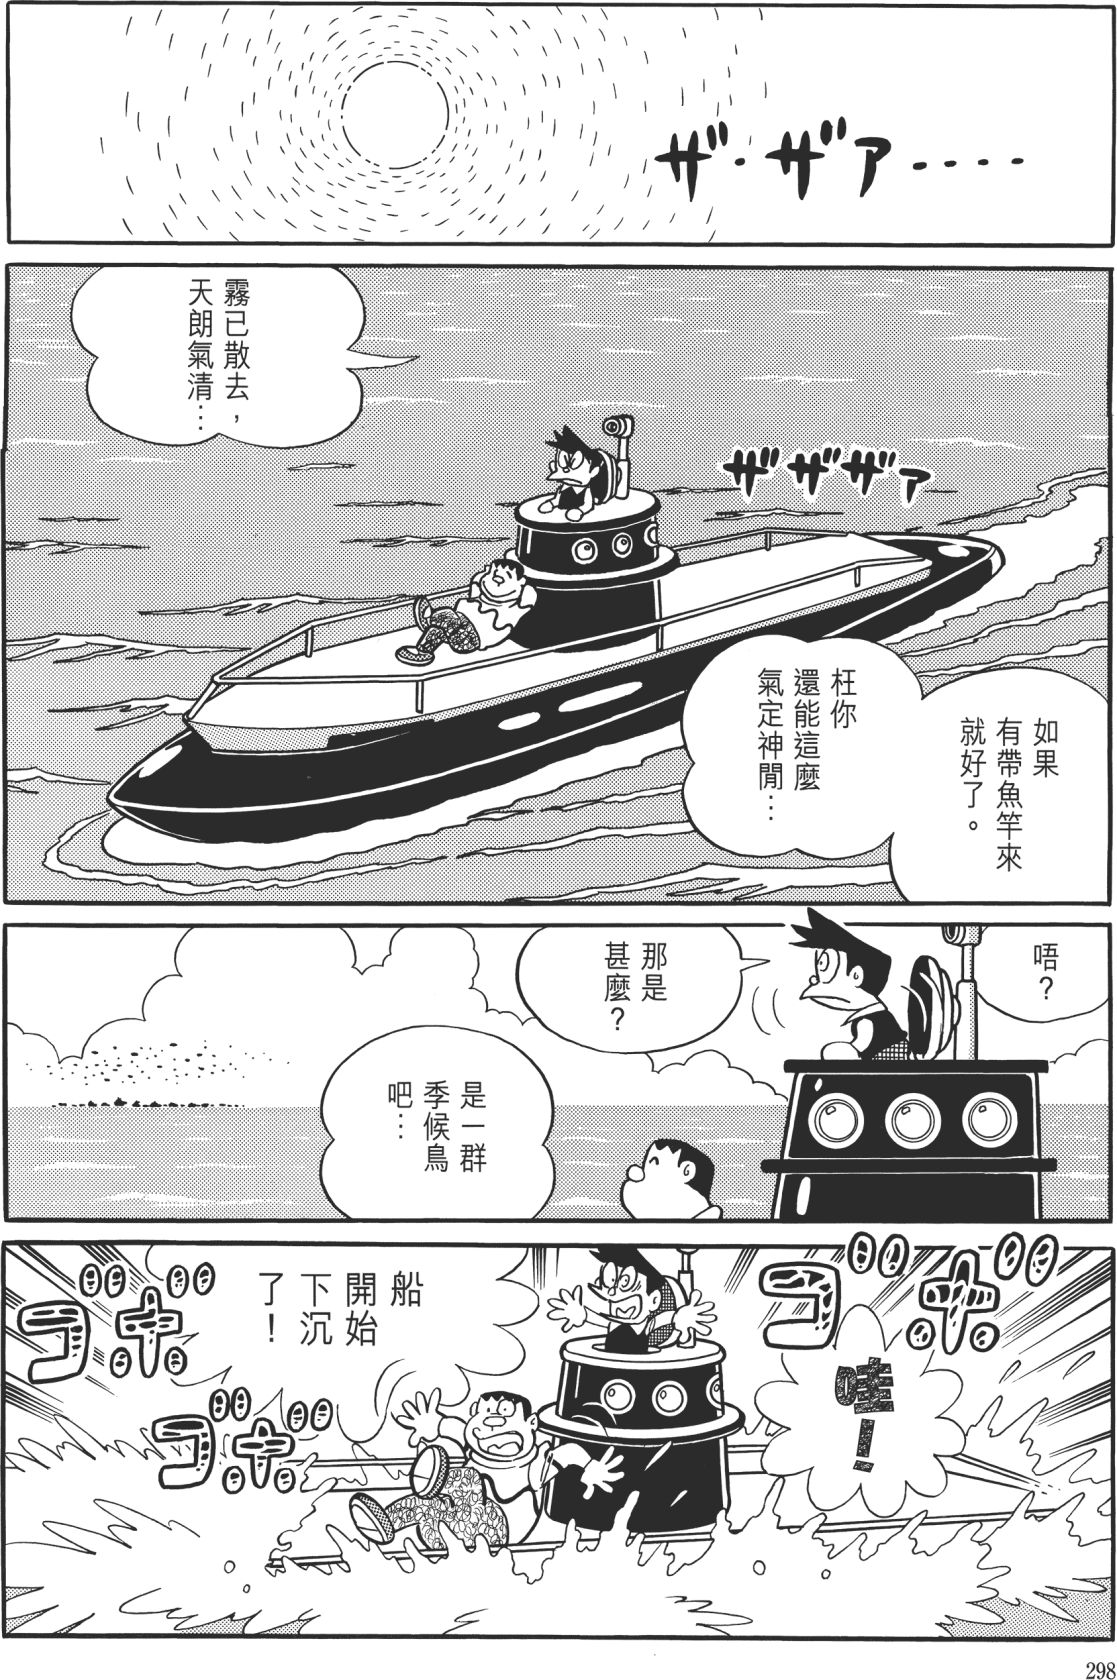 ザ・ザア・・・・
霧已散去，
天朗氣清…
ザザザァ
如果
有帶魚竿來
就好了。
枉你
還能這麼
氣定神閒…
唔？
那是
甚麼？
是一群
季候鳥
吧…
ゴボ
哇！
船
開始
下沉
了！
ゴボ
ゴボ
298